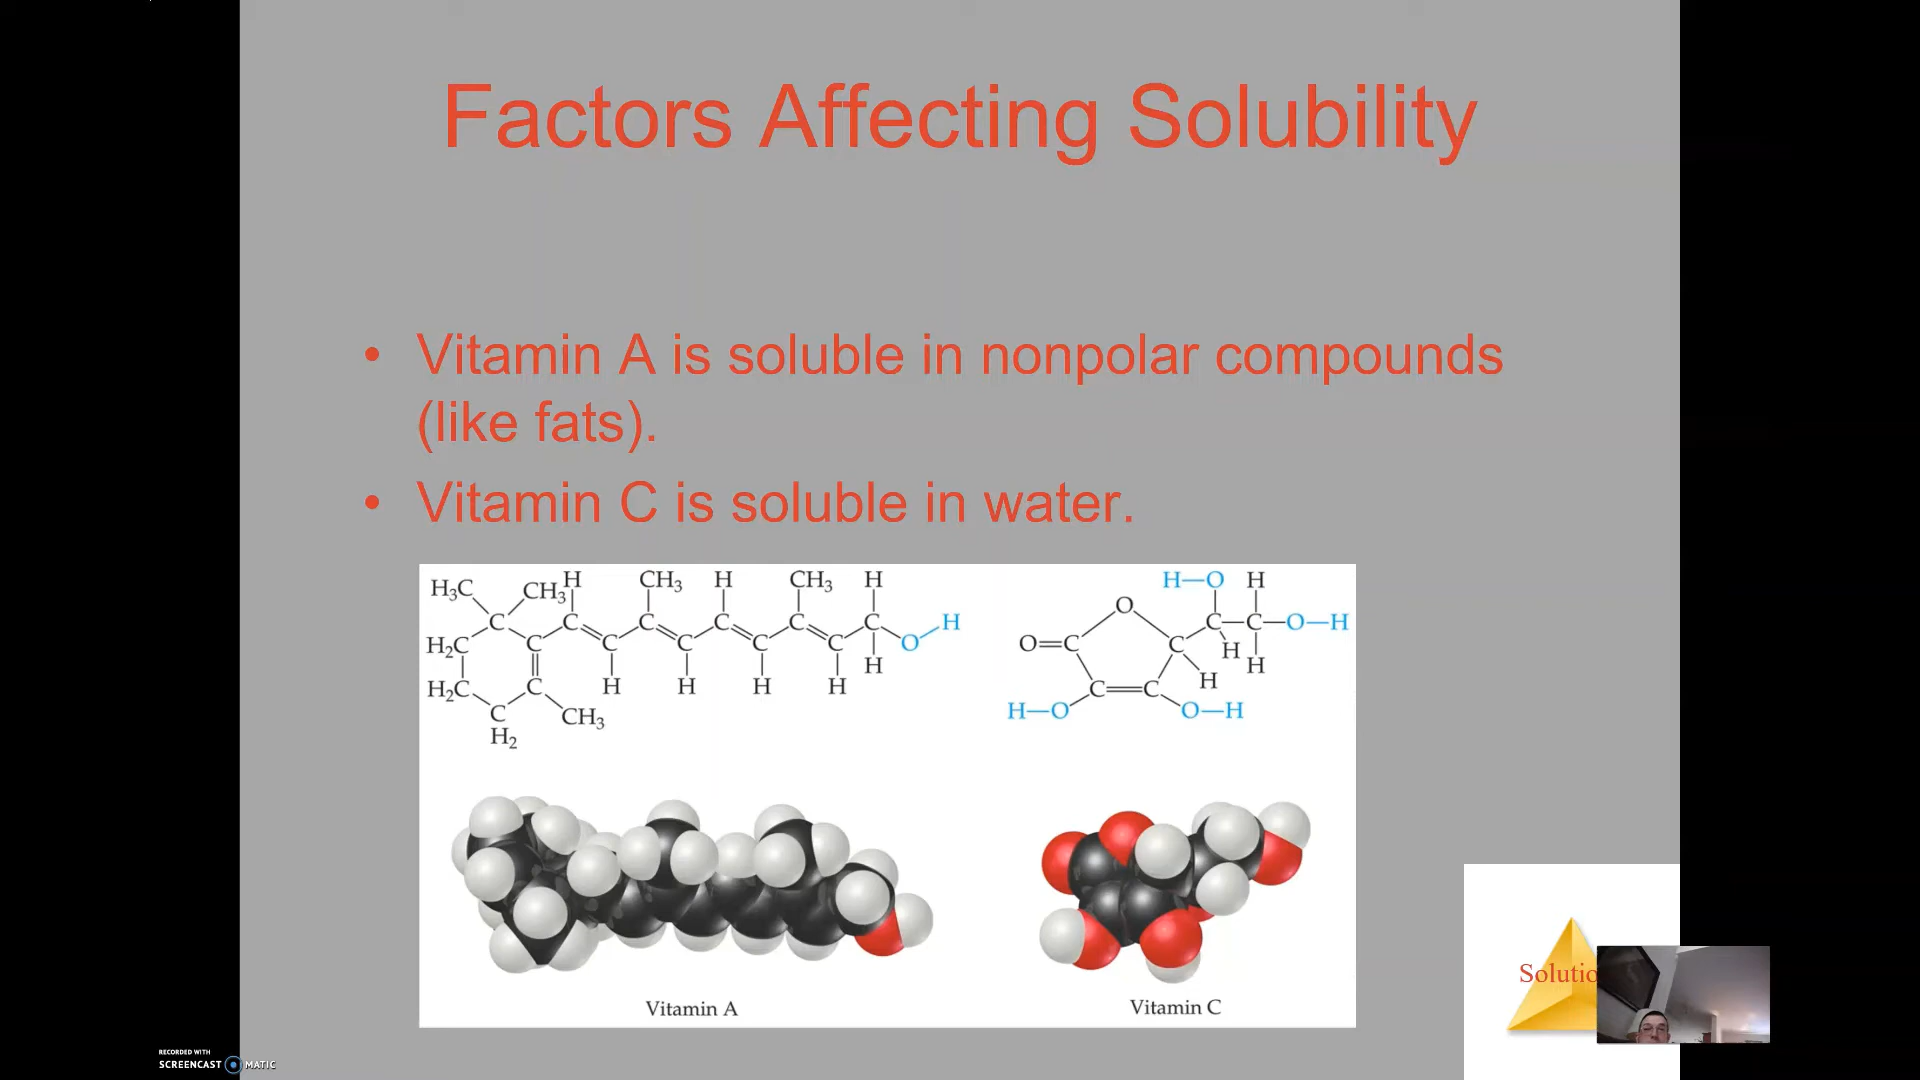 Factors Affecting Solubility
• Vitamin A is soluble in nonpolar compounds
(like fats).
• Vitamin C is soluble in water.
H₃C CH₃ H CH₃ H CH₃ H
C C C C C C O H
H₂C C C C C C H
H₂C C H H H H
C CH₃
H₂
H—O H
O C—C—O—H
O=C C H H
H
C=C
H—O O—H
Vitamin A
Vitamin C
Solutio
RECORDED WITH
SCREENCAST MATIC